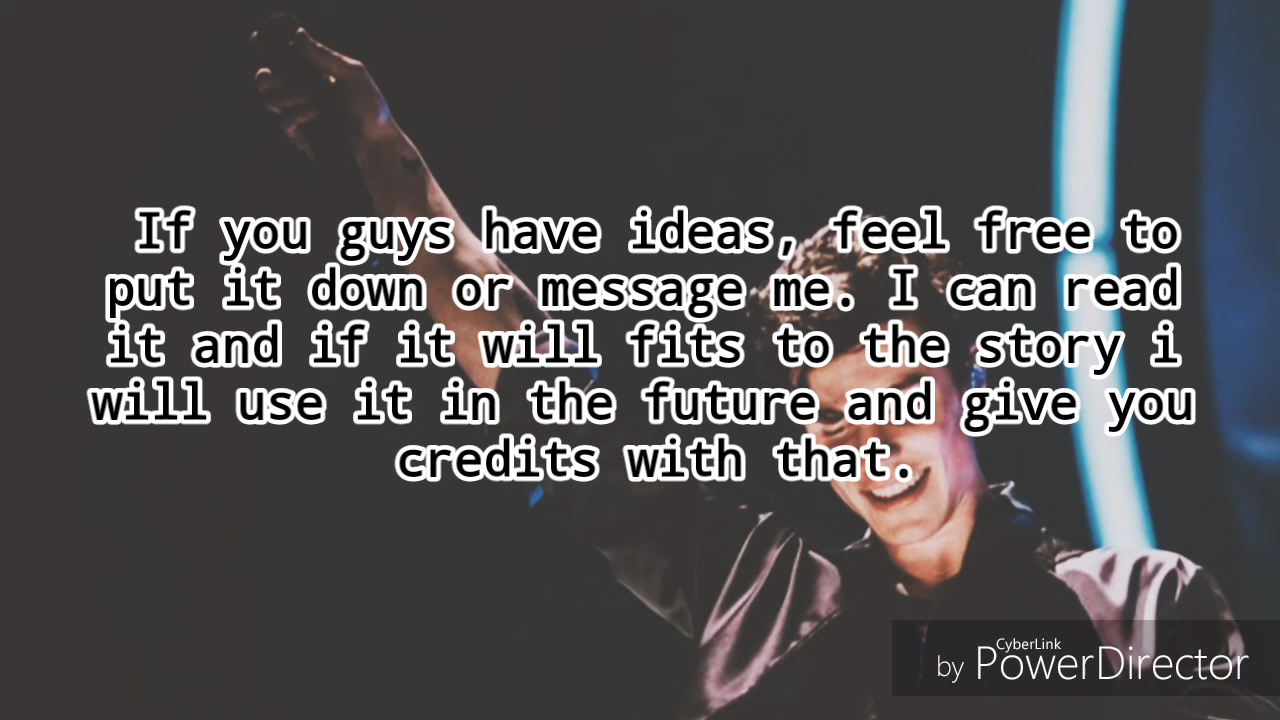 If you guys have ideas, feel free to
put it down or message me. I can read
it and if it will fits to the story i
will use it in the future and give you
credits with that.
CyberLink
by PowerDirector